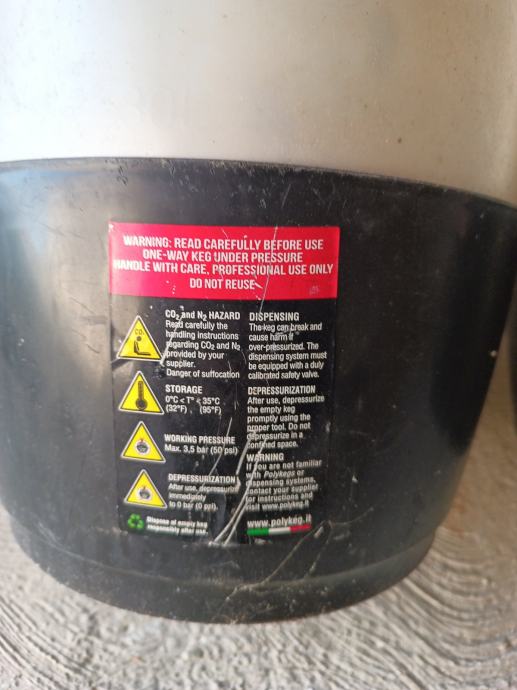 WARNING: READ CAREFULLY BEFORE USE
ONE-WAY KEG UNDER PRESSURE
HANDLE WITH CARE, PROFESSIONAL USE ONLY
DO NOT REUSE
CO₂
CO₂ and N₂ HAZARD
Read carefully the
handling instructions
regarding CO₂ and N₂
provided by your
supplier.
Danger of suffocation
STORAGE
0°C < T° < 35°C
(32°F) (95°F)
WORKING PRESSURE
Max. 3,5 bar (50 psi)
DEPRESSURIZATION
After use, depressurize
immediately
to 0 bar (0 psi).
Dispose of empty keg
responsibly after use.
DISPENSING
The keg can break and
cause harm if
over-pressurized. The
dispensing system must
be equipped with a duly
calibrated safety valve.
DEPRESSURIZATION
After use, depressurize
the empty keg
promptly using the
proper tool. Do not
depressurize in a
confined space.
WARNING
If you are not familiar
with Polykegs or
dispensing systems,
contact your supplier
for instructions and
visit www.polykeg.it
www.polykeg.it